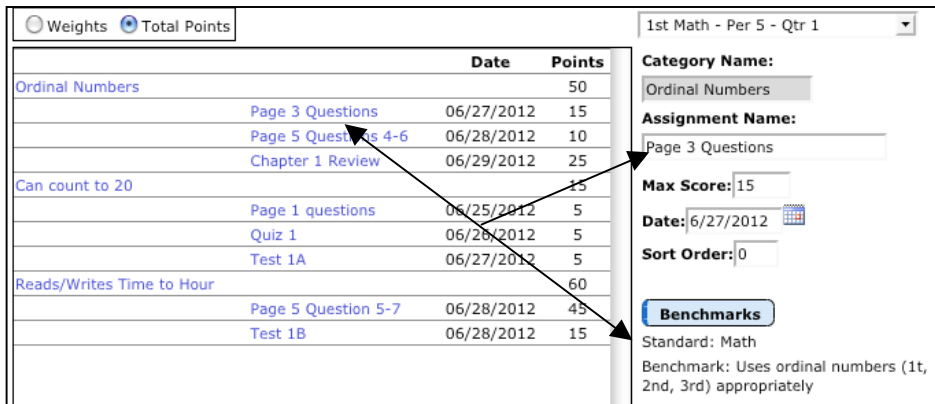 Weights Total Points
Date Points
Ordinal Numbers 50
Page 3 Questions 06/27/2012 15
Page 5 Questions 4-6 06/28/2012 10
Chapter 1 Review 06/29/2012 25
Can count to 20 15
Page 1 questions 06/25/2012 5
Quiz 1 06/26/2012 5
Test 1A 06/27/2012 5
Reads/Writes Time to Hour 60
Page 5 Question 5-7 06/28/2012 45
Test 1B 06/28/2012 15
1st Math - Per 5 - Qtr 1
Category Name:
Ordinal Numbers
Assignment Name:
Page 3 Questions
Max Score: 15
Date: 6/27/2012
Sort Order: 0
Benchmarks
Standard: Math
Benchmark: Uses ordinal numbers (1t,
2nd, 3rd) appropriately